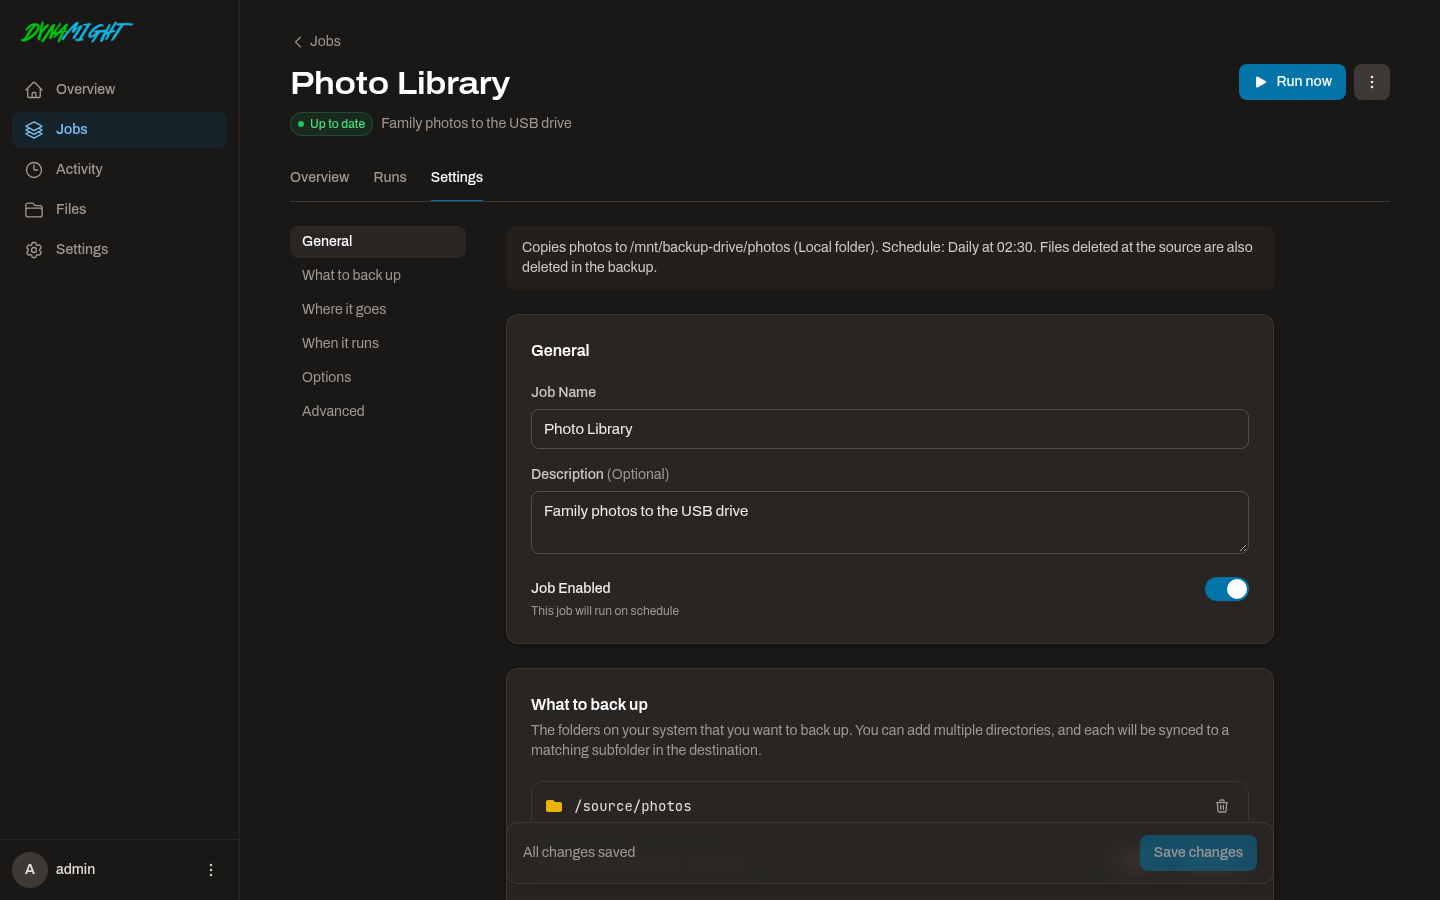 DYNAMIGHT
Overview
Jobs
Activity
Files
Settings
A
admin
Jobs
Photo Library
Run now
Up to date
Family photos to the USB drive
Overview
Runs
Settings
General
What to back up
Where it goes
When it runs
Options
Advanced
Copies photos to /mnt/backup-drive/photos (Local folder). Schedule: Daily at 02:30. Files deleted at the source are also
deleted in the backup.
General
Job Name
Photo Library
Description (Optional)
Family photos to the USB drive
Job Enabled
This job will run on schedule
What to back up
The folders on your system that you want to back up. You can add multiple directories, and each will be synced to a
matching subfolder in the destination.
/source/photos
All changes saved
Save changes